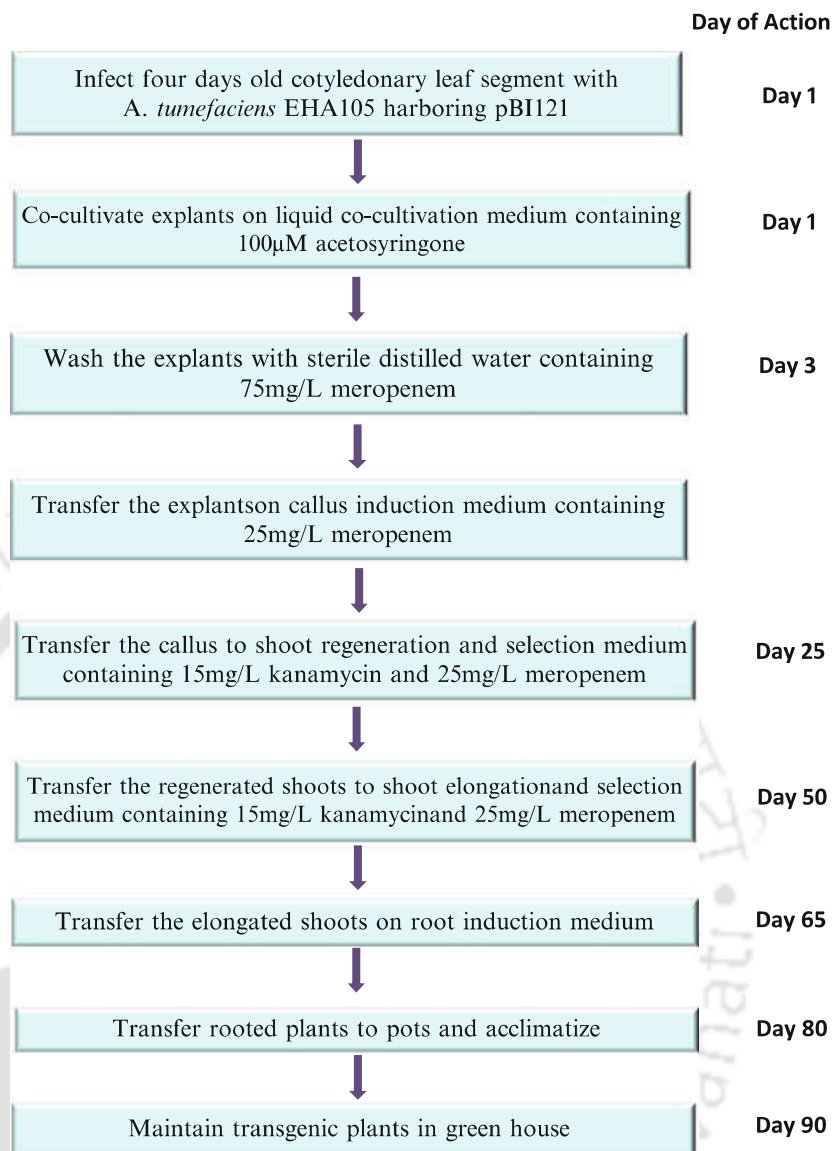 Day of Action
Infect four days old cotyledonary leaf segment with
A. tumefaciens EHA105 harboring pBI121
Day 1
Co-cultivate explants on liquid co-cultivation medium containing
100µM acetosyringone
Day 1
Wash the explants with sterile distilled water containing
75mg/L meropenem
Day 3
Transfer the explantson callus induction medium containing
25mg/L meropenem
Transfer the callus to shoot regeneration and selection medium
containing 15mg/L kanamycin and 25mg/L meropenem
Day 25
Transfer the regenerated shoots to shoot elongationand selection
medium containing 15mg/L kanamycinand 25mg/L meropenem
Day 50
Transfer the elongated shoots on root induction medium
Day 65
Transfer rooted plants to pots and acclimatize
Day 80
Maintain transgenic plants in green house
Day 90